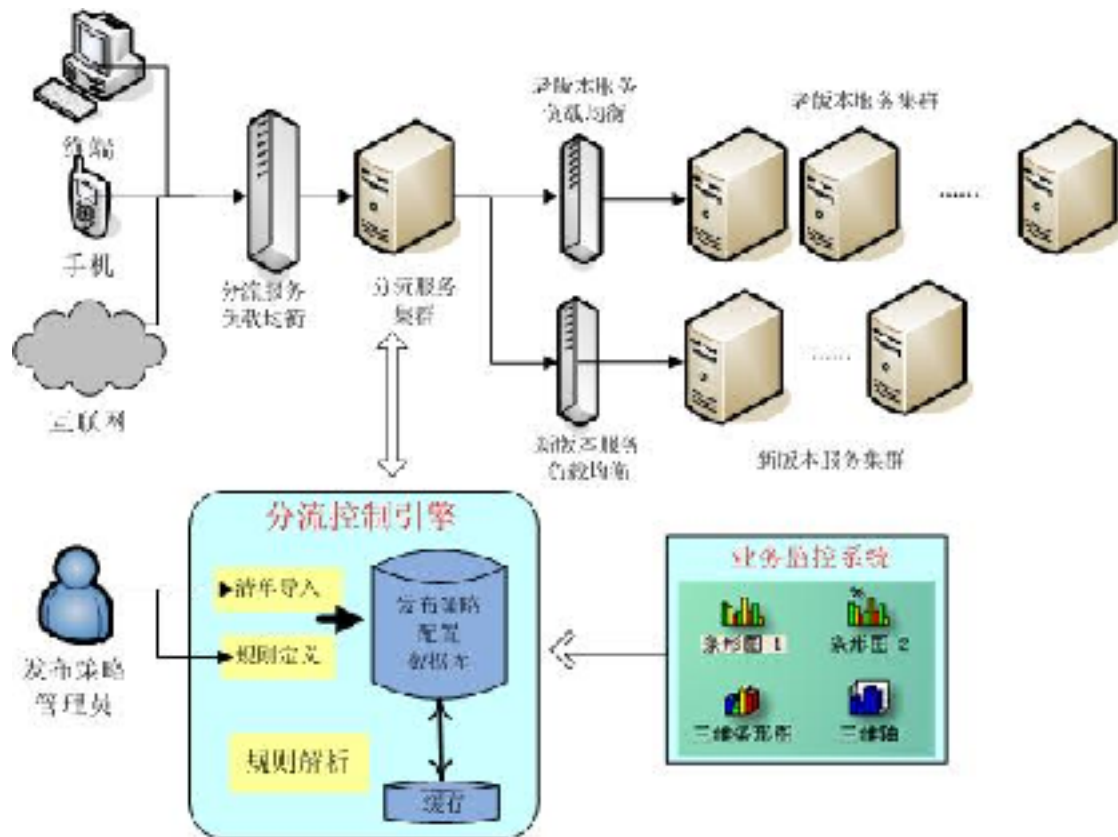 终端
手机
互联网
分流服务
负载均衡
分流服务
集群
老版本服务
负载均衡
老版本服务集群
......
新版本服务
负载均衡
......
新版本服务集群
发布策略
管理员
分流控制引擎
清单导入
规则定义
发布策略
配置
数据库
规则解析
缓存
业务监控系统
条形图 1
条形图 2
三维条形图
三维轴